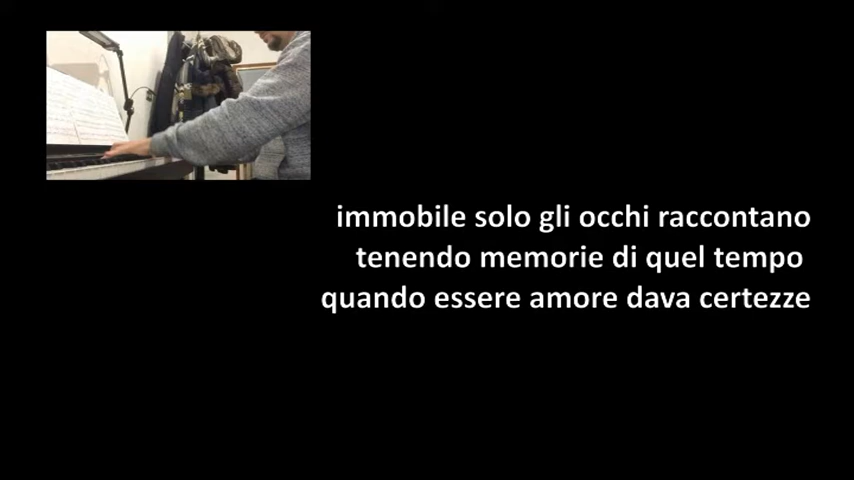 immobile solo gli occhi raccontano
tenendo memorie di quel tempo
quando essere amore dava certezze